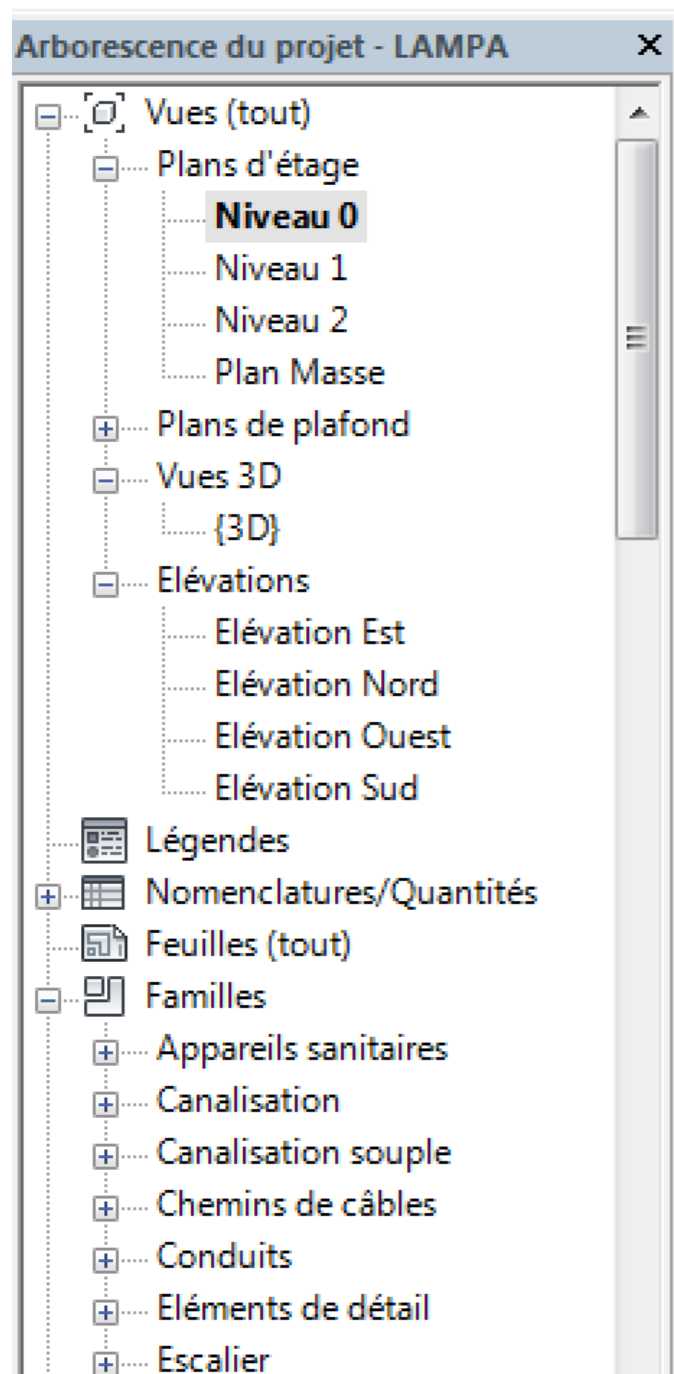 Arborescence du projet - LAMPA
Vues (tout)
Plans d'étage
Niveau 0
Niveau 1
Niveau 2
Plan Masse
Plans de plafond
Vues 3D
{3D}
Elévations
Elévation Est
Elévation Nord
Elévation Ouest
Elévation Sud
Légendes
Nomenclatures/Quantités
Feuilles (tout)
Familles
Appareils sanitaires
Canalisation
Canalisation souple
Chemins de câbles
Conduits
Eléments de détail
Escalier